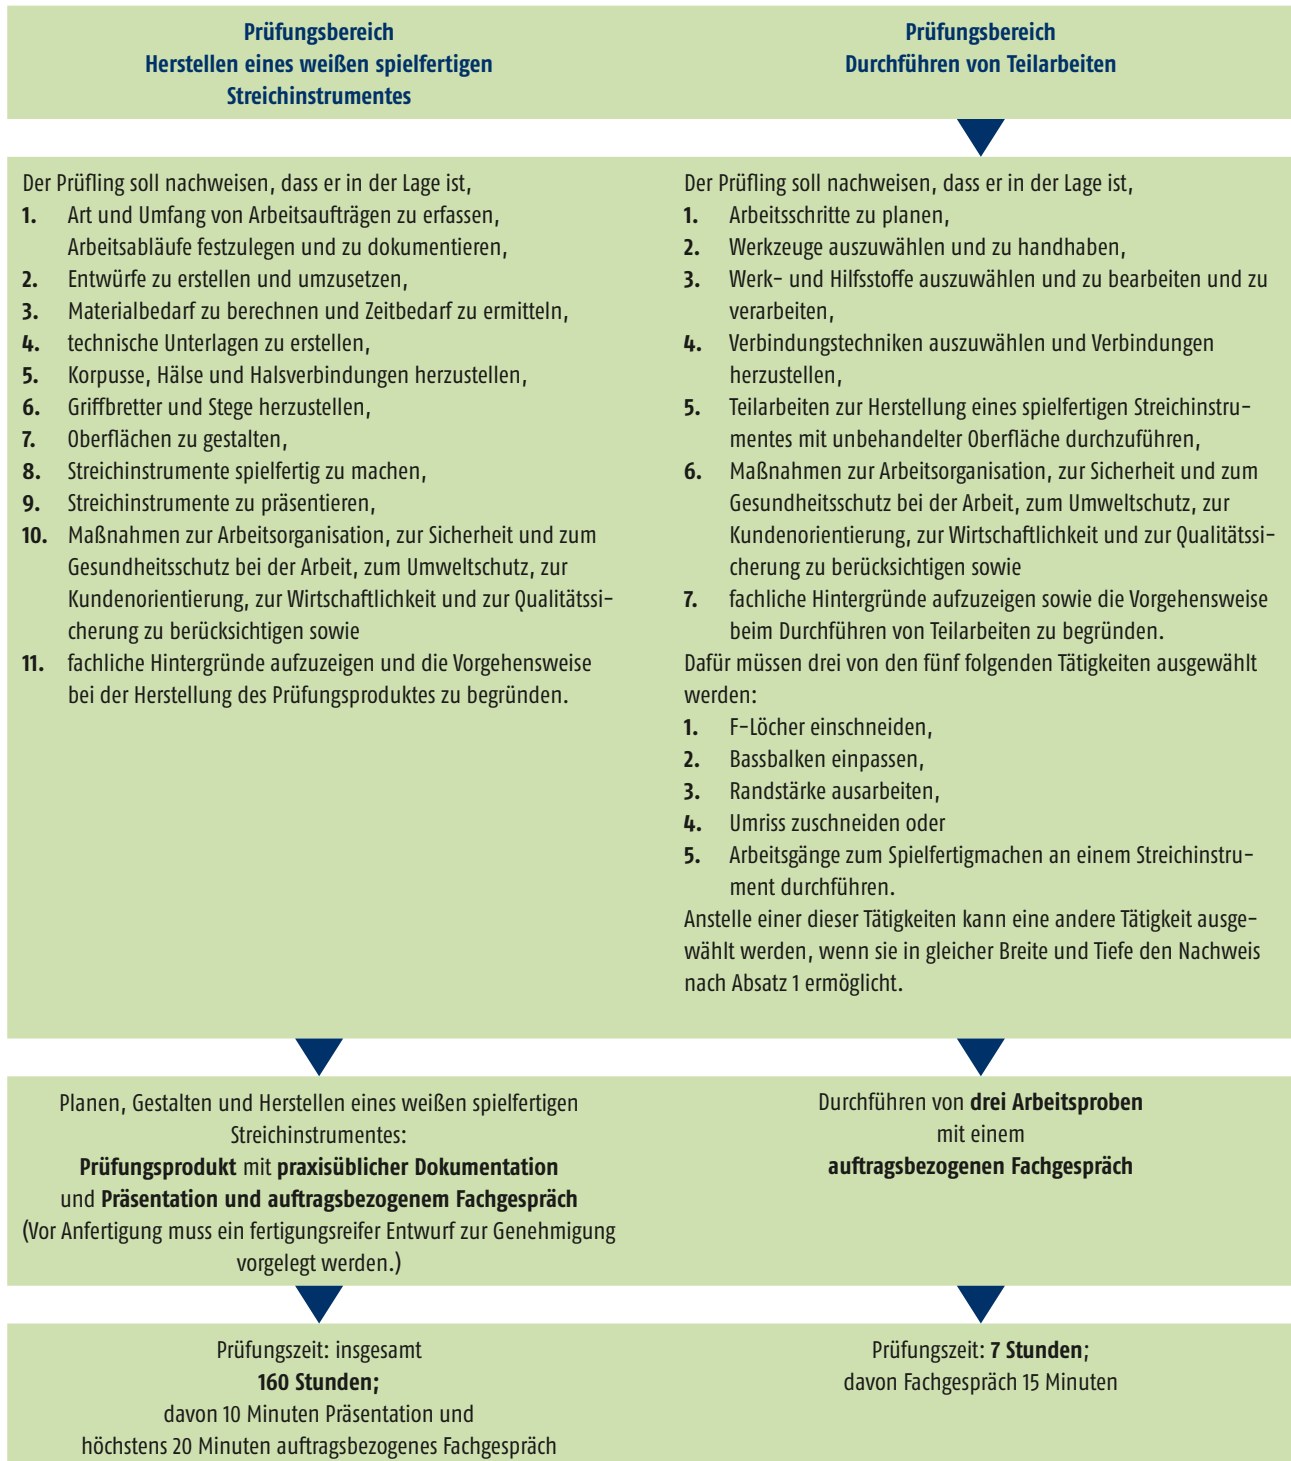 Prüfungsbereich
Herstellen eines weißen spielfertigen
Streichinstrumentes
Prüfungsbereich
Durchführen von Teilarbeiten
Der Prüfling soll nachweisen, dass er in der Lage ist,
1. Art und Umfang von Arbeitsaufträgen zu erfassen,
Arbeitsabläufe festzulegen und zu dokumentieren,
2. Entwürfe zu erstellen und umzusetzen,
3. Materialbedarf zu berechnen und Zeitbedarf zu ermitteln,
4. technische Unterlagen zu erstellen,
5. Korpusse, Hälse und Halsverbindungen herzustellen,
6. Griffbretter und Stege herzustellen,
7. Oberflächen zu gestalten,
8. Streichinstrumente spielfertig zu machen,
9. Streichinstrumente zu präsentieren,
10. Maßnahmen zur Arbeitsorganisation, zur Sicherheit und zum
Gesundheitsschutz bei der Arbeit, zum Umweltschutz, zur
Kundenorientierung, zur Wirtschaftlichkeit und zur Qualitätssi-
cherung zu berücksichtigen sowie
11. fachliche Hintergründe aufzuzeigen und die Vorgehensweise
bei der Herstellung des Prüfungsproduktes zu begründen.
Der Prüfling soll nachweisen, dass er in der Lage ist,
1. Arbeitsschritte zu planen,
2. Werkzeuge auszuwählen und zu handhaben,
3. Werk- und Hilfsstoffe auszuwählen und zu bearbeiten und zu
verarbeiten,
4. Verbindungstechniken auszuwählen und Verbindungen
herzustellen,
5. Teilarbeiten zur Herstellung eines spielfertigen Streichinstru-
mentes mit unbehandelter Oberfläche durchzuführen,
6. Maßnahmen zur Arbeitsorganisation, zur Sicherheit und zum
Gesundheitsschutz bei der Arbeit, zum Umweltschutz, zur
Kundenorientierung, zur Wirtschaftlichkeit und zur Qualitätssi-
cherung zu berücksichtigen sowie
7. fachliche Hintergründe aufzuzeigen sowie die Vorgehensweise
beim Durchführen von Teilarbeiten zu begründen.
Dafür müssen drei von den fünf folgenden Tätigkeiten ausgewählt
werden:
1. F-Löcher einschneiden,
2. Bassbalken einpassen,
3. Randstärke ausarbeiten,
4. Umriss zuschneiden oder
5. Arbeitsgänge zum Spielfertigmachen an einem Streichinstru-
ment durchführen.
Anstelle einer dieser Tätigkeiten kann eine andere Tätigkeit ausge-
wählt werden, wenn sie in gleicher Breite und Tiefe den Nachweis
nach Absatz 1 ermöglicht.
Planen, Gestalten und Herstellen eines weißen spielfertigen
Streichinstrumentes:
Prüfungsprodukt mit praxisüblicher Dokumentation
und Präsentation und auftragsbezogenem Fachgespräch
(Vor Anfertigung muss ein fertigungsreifer Entwurf zur Genehmigung
vorgelegt werden.)
Durchführen von drei Arbeitsproben
mit einem
auftragsbezogenen Fachgespräch
Prüfungszeit: insgesamt
160 Stunden;
davon 10 Minuten Präsentation und
höchstens 20 Minuten auftragsbezogenes Fachgespräch
Prüfungszeit: 7 Stunden;
davon Fachgespräch 15 Minuten